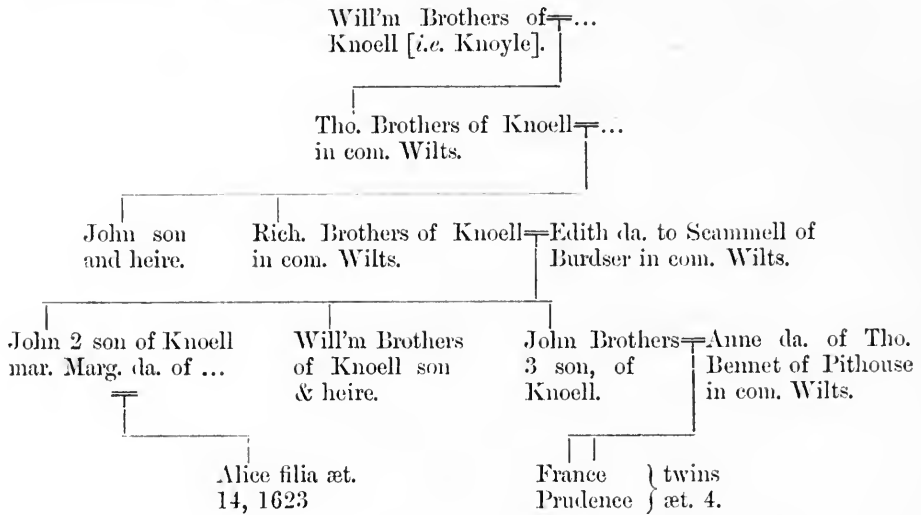 Will'm Brothers of=...
Knoell [i.e. Knoyle].
Tho. Brothers of Knoell=...
in com. Wilts.
John son
and heire.
Rich. Brothers of Knoell=Edith da. to Scammell of
in com. Wilts.
Burdser in com. Wilts.
John 2 son of Knoell
mar. Marg. da. of ...
Will'm Brothers
of Knoell son
& heire.
John Brothers=Anne da. of Tho.
3 son, of
Knoell.
Bennet of Pithouse
in com. Wilts.
Alice filia æt.
14, 1623
France } twins
Prudence } æt. 4.